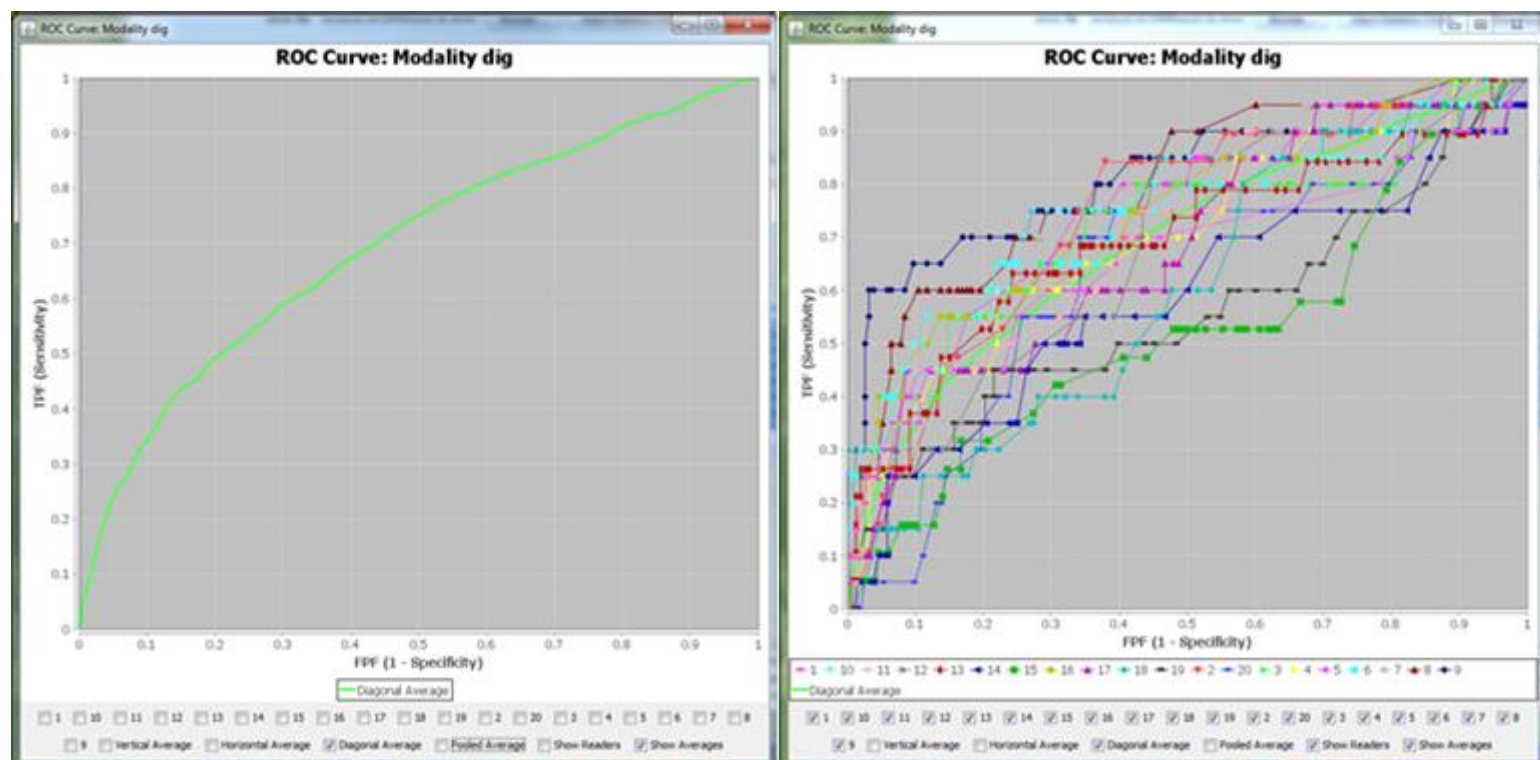 ROC Curve: Modality dig
ROC Curve: Modality dig
1
0.9
0.8
0.7
0.6
0.5
0.4
0.3
0.2
0.1
0
TPF (Sensitivity)
0 0.1 0.2 0.3 0.4 0.5 0.6 0.7 0.8 0.9 1
FPF (1 - Specificity)
Diagonal Average
1 10 11 12 13 14 15 16 17 18 19 2 20 3 4 5 6 7 8
9 Vertical Average Horizontal Average Diagonal Average Pooled Average Show Readers Show Averages
ROC Curve: Modality dig
ROC Curve: Modality dig
1
0.9
0.8
0.7
0.6
0.5
0.4
0.3
0.2
0.1
0
TPF (Sensitivity)
0 0.1 0.2 0.3 0.4 0.5 0.6 0.7 0.8 0.9 1
FPF (1 - Specificity)
1 10 11 12 13 14 15 16 17 18 19 2 20 3 4 5 6 7 8 9
Diagonal Average
1 10 11 12 13 14 15 16 17 18 19 2 20 3 4 5 6 7 8
9 Vertical Average Horizontal Average Diagonal Average Pooled Average Show Readers Show Averages